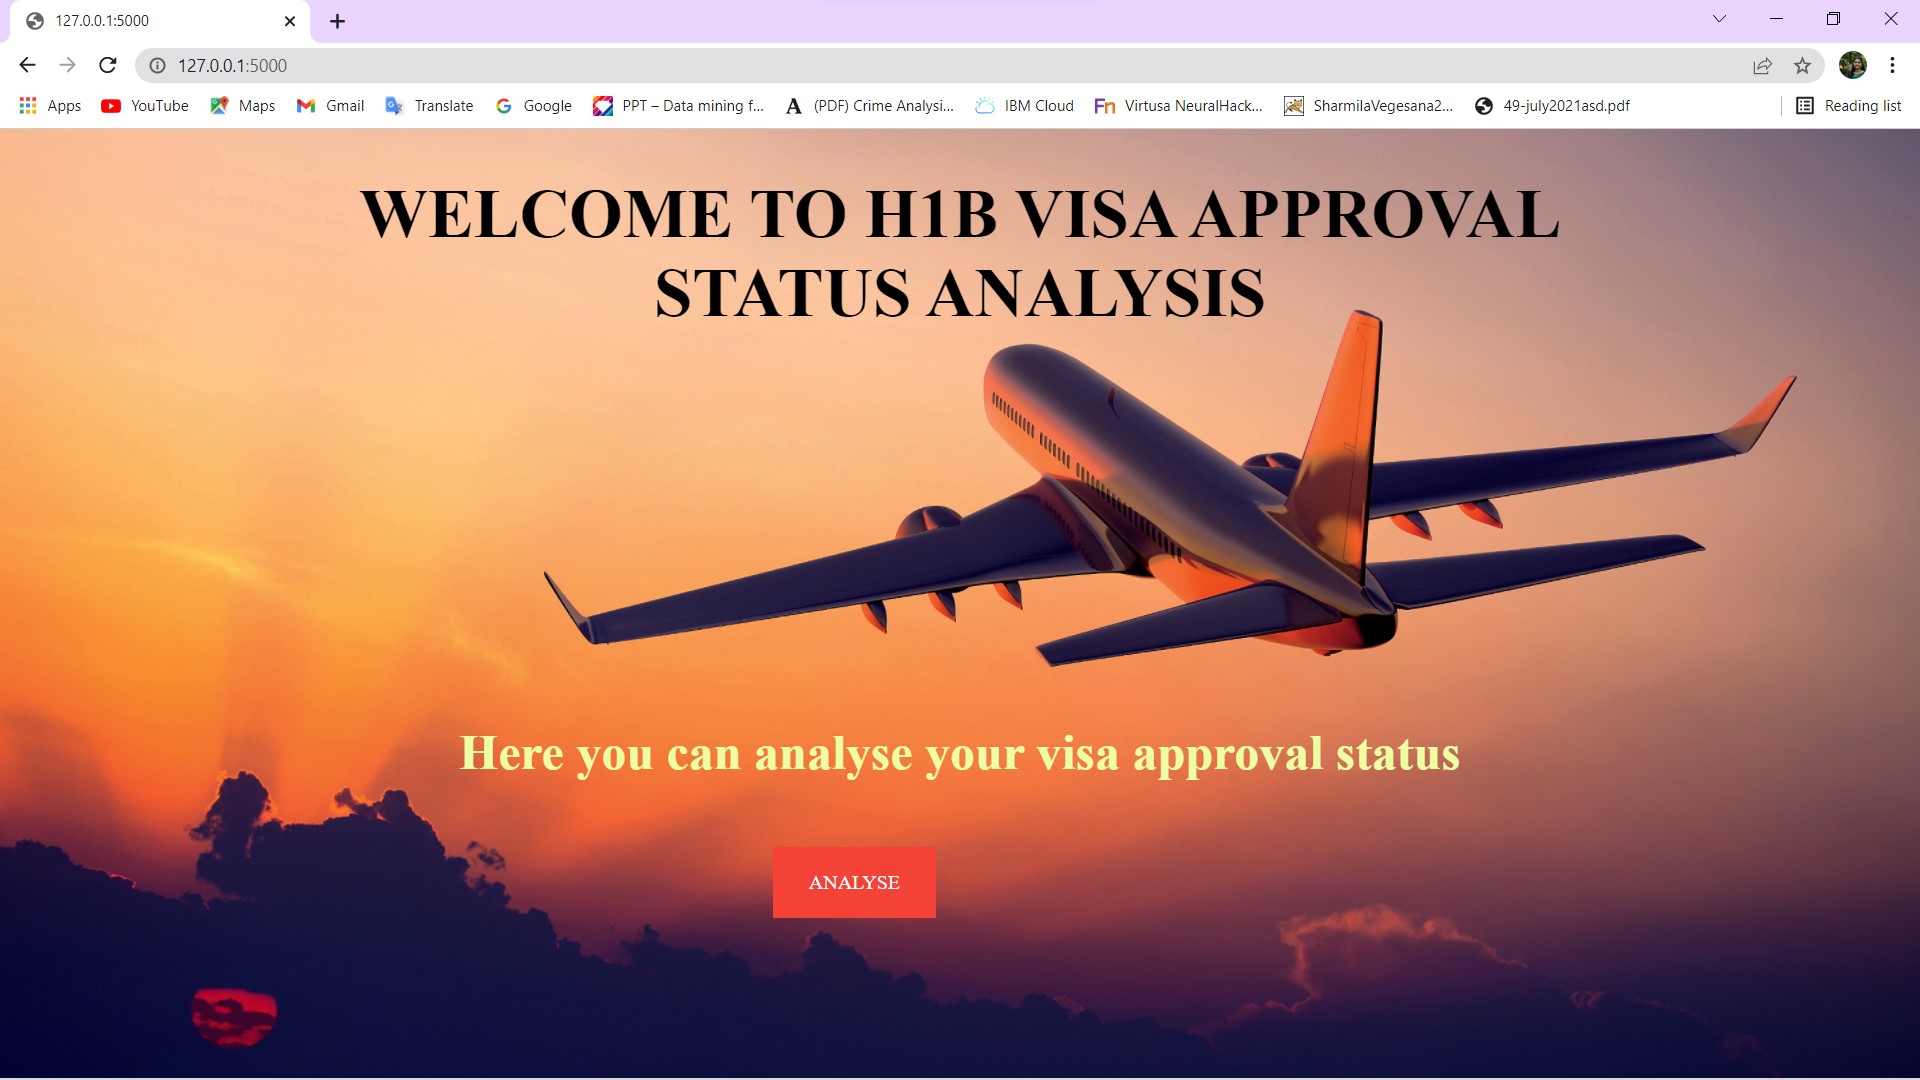 127.0.0.1:5000
127.0.0.1:5000
Apps YouTube Maps Gmail Translate Google PPT – Data mining f... (PDF) Crime Analysi... IBM Cloud Fn Virtusa NeuralHack... SharmilaVegesana2... 49-july2021asd.pdf Reading list
WELCOME TO H1B VISA APPROVAL
STATUS ANALYSIS
Here you can analyse your visa approval status
ANALYSE